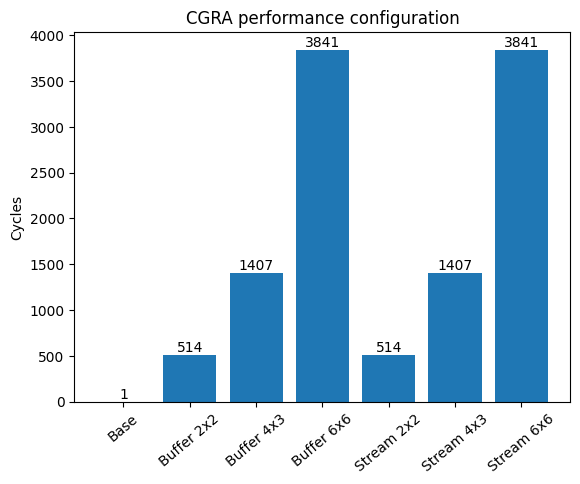 CGRA performance configuration
Cycles
4000
3500
3000
2500
2000
1500
1000
500
0
1
514
1407
3841
514
1407
3841
Base
Buffer 2x2
Buffer 4x3
Buffer 6x6
Stream 2x2
Stream 4x3
Stream 6x6